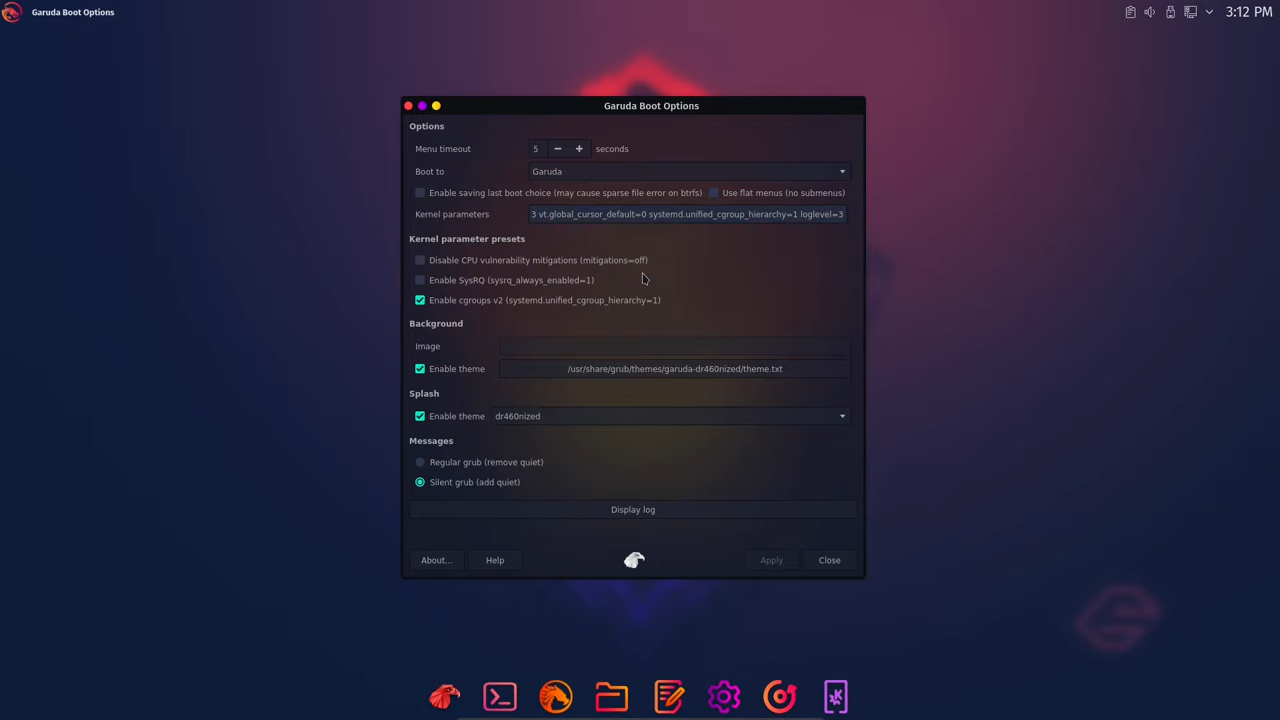 Garuda Boot Options
3:12 PM
Garuda Boot Options
Options
Menu timeout 5 seconds
Boot to Garuda
Enable saving last boot choice (may cause sparse file error on btrfs) Use flat menus (no submenus)
Kernel parameters 3 vt.global_cursor_default=0 systemd.unified_cgroup_hierarchy=1 loglevel=3
Kernel parameter presets
Disable CPU vulnerability mitigations (mitigations=off)
Enable SysRQ (sysrq_always_enabled=1)
Enable cgroups v2 (systemd.unified_cgroup_hierarchy=1)
Background
Image
Enable theme /usr/share/grub/themes/garuda-dr460nized/theme.txt
Splash
Enable theme dr460nized
Messages
Regular grub (remove quiet)
Silent grub (add quiet)
Display log
About... Help Apply Close